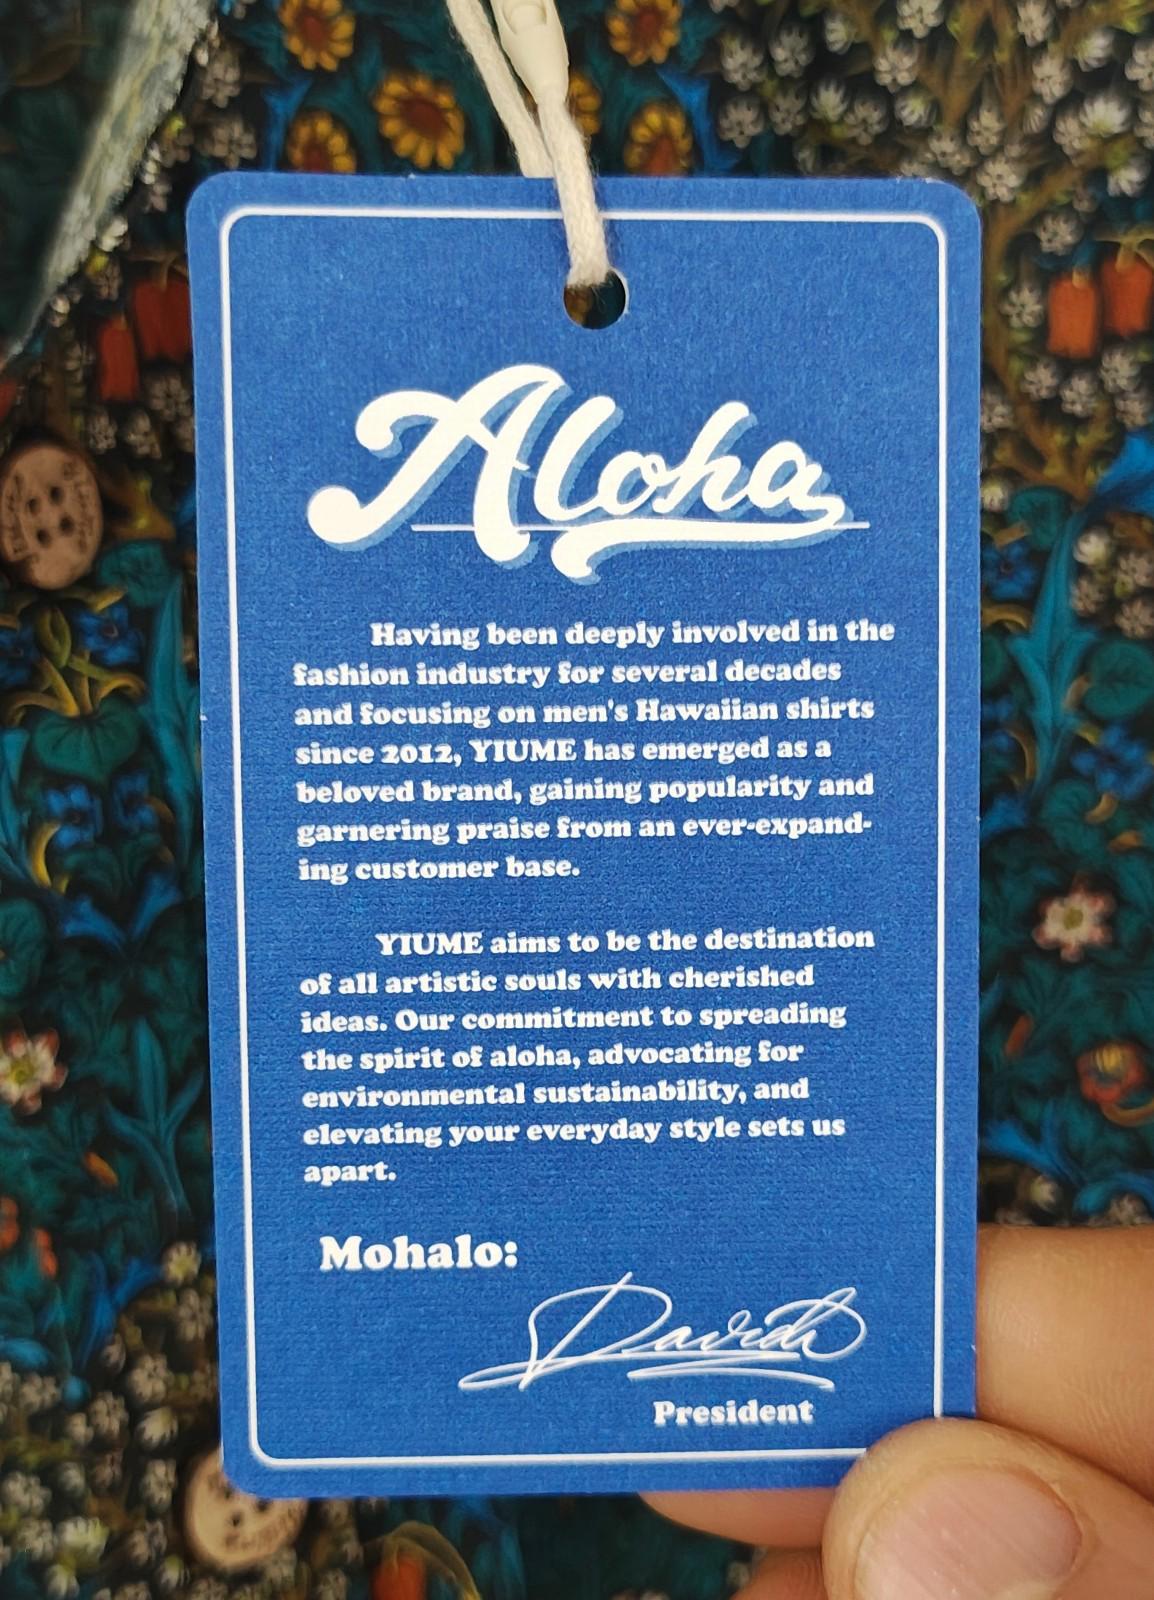 Aloha
Having been deeply involved in the
fashion industry for several decades
and focusing on men's Hawaiian shirts
since 2012, YIUME has emerged as a
beloved brand, gaining popularity and
garnering praise from an ever-expand-
ing customer base.
YIUME aims to be the destination
of all artistic souls with cherished
ideas. Our commitment to spreading
the spirit of aloha, advocating for
environmental sustainability, and
elevating your everyday style sets us
apart.
Mohalo:
David
President